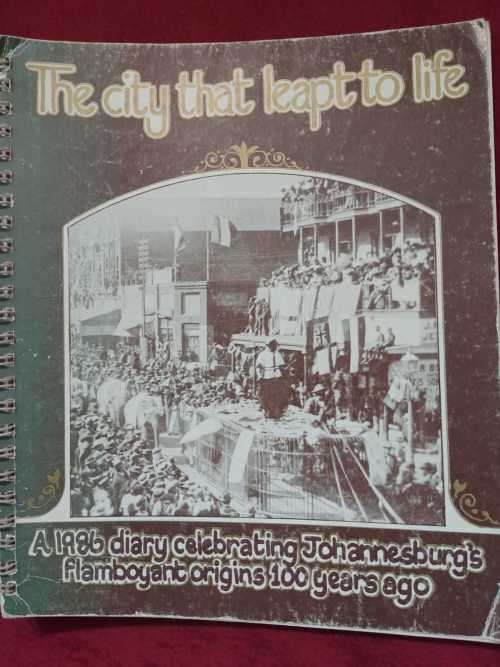 The city that leapt to life
A 1986 diary celebrating Johannesburg's
flamboyant origins 100 years ago